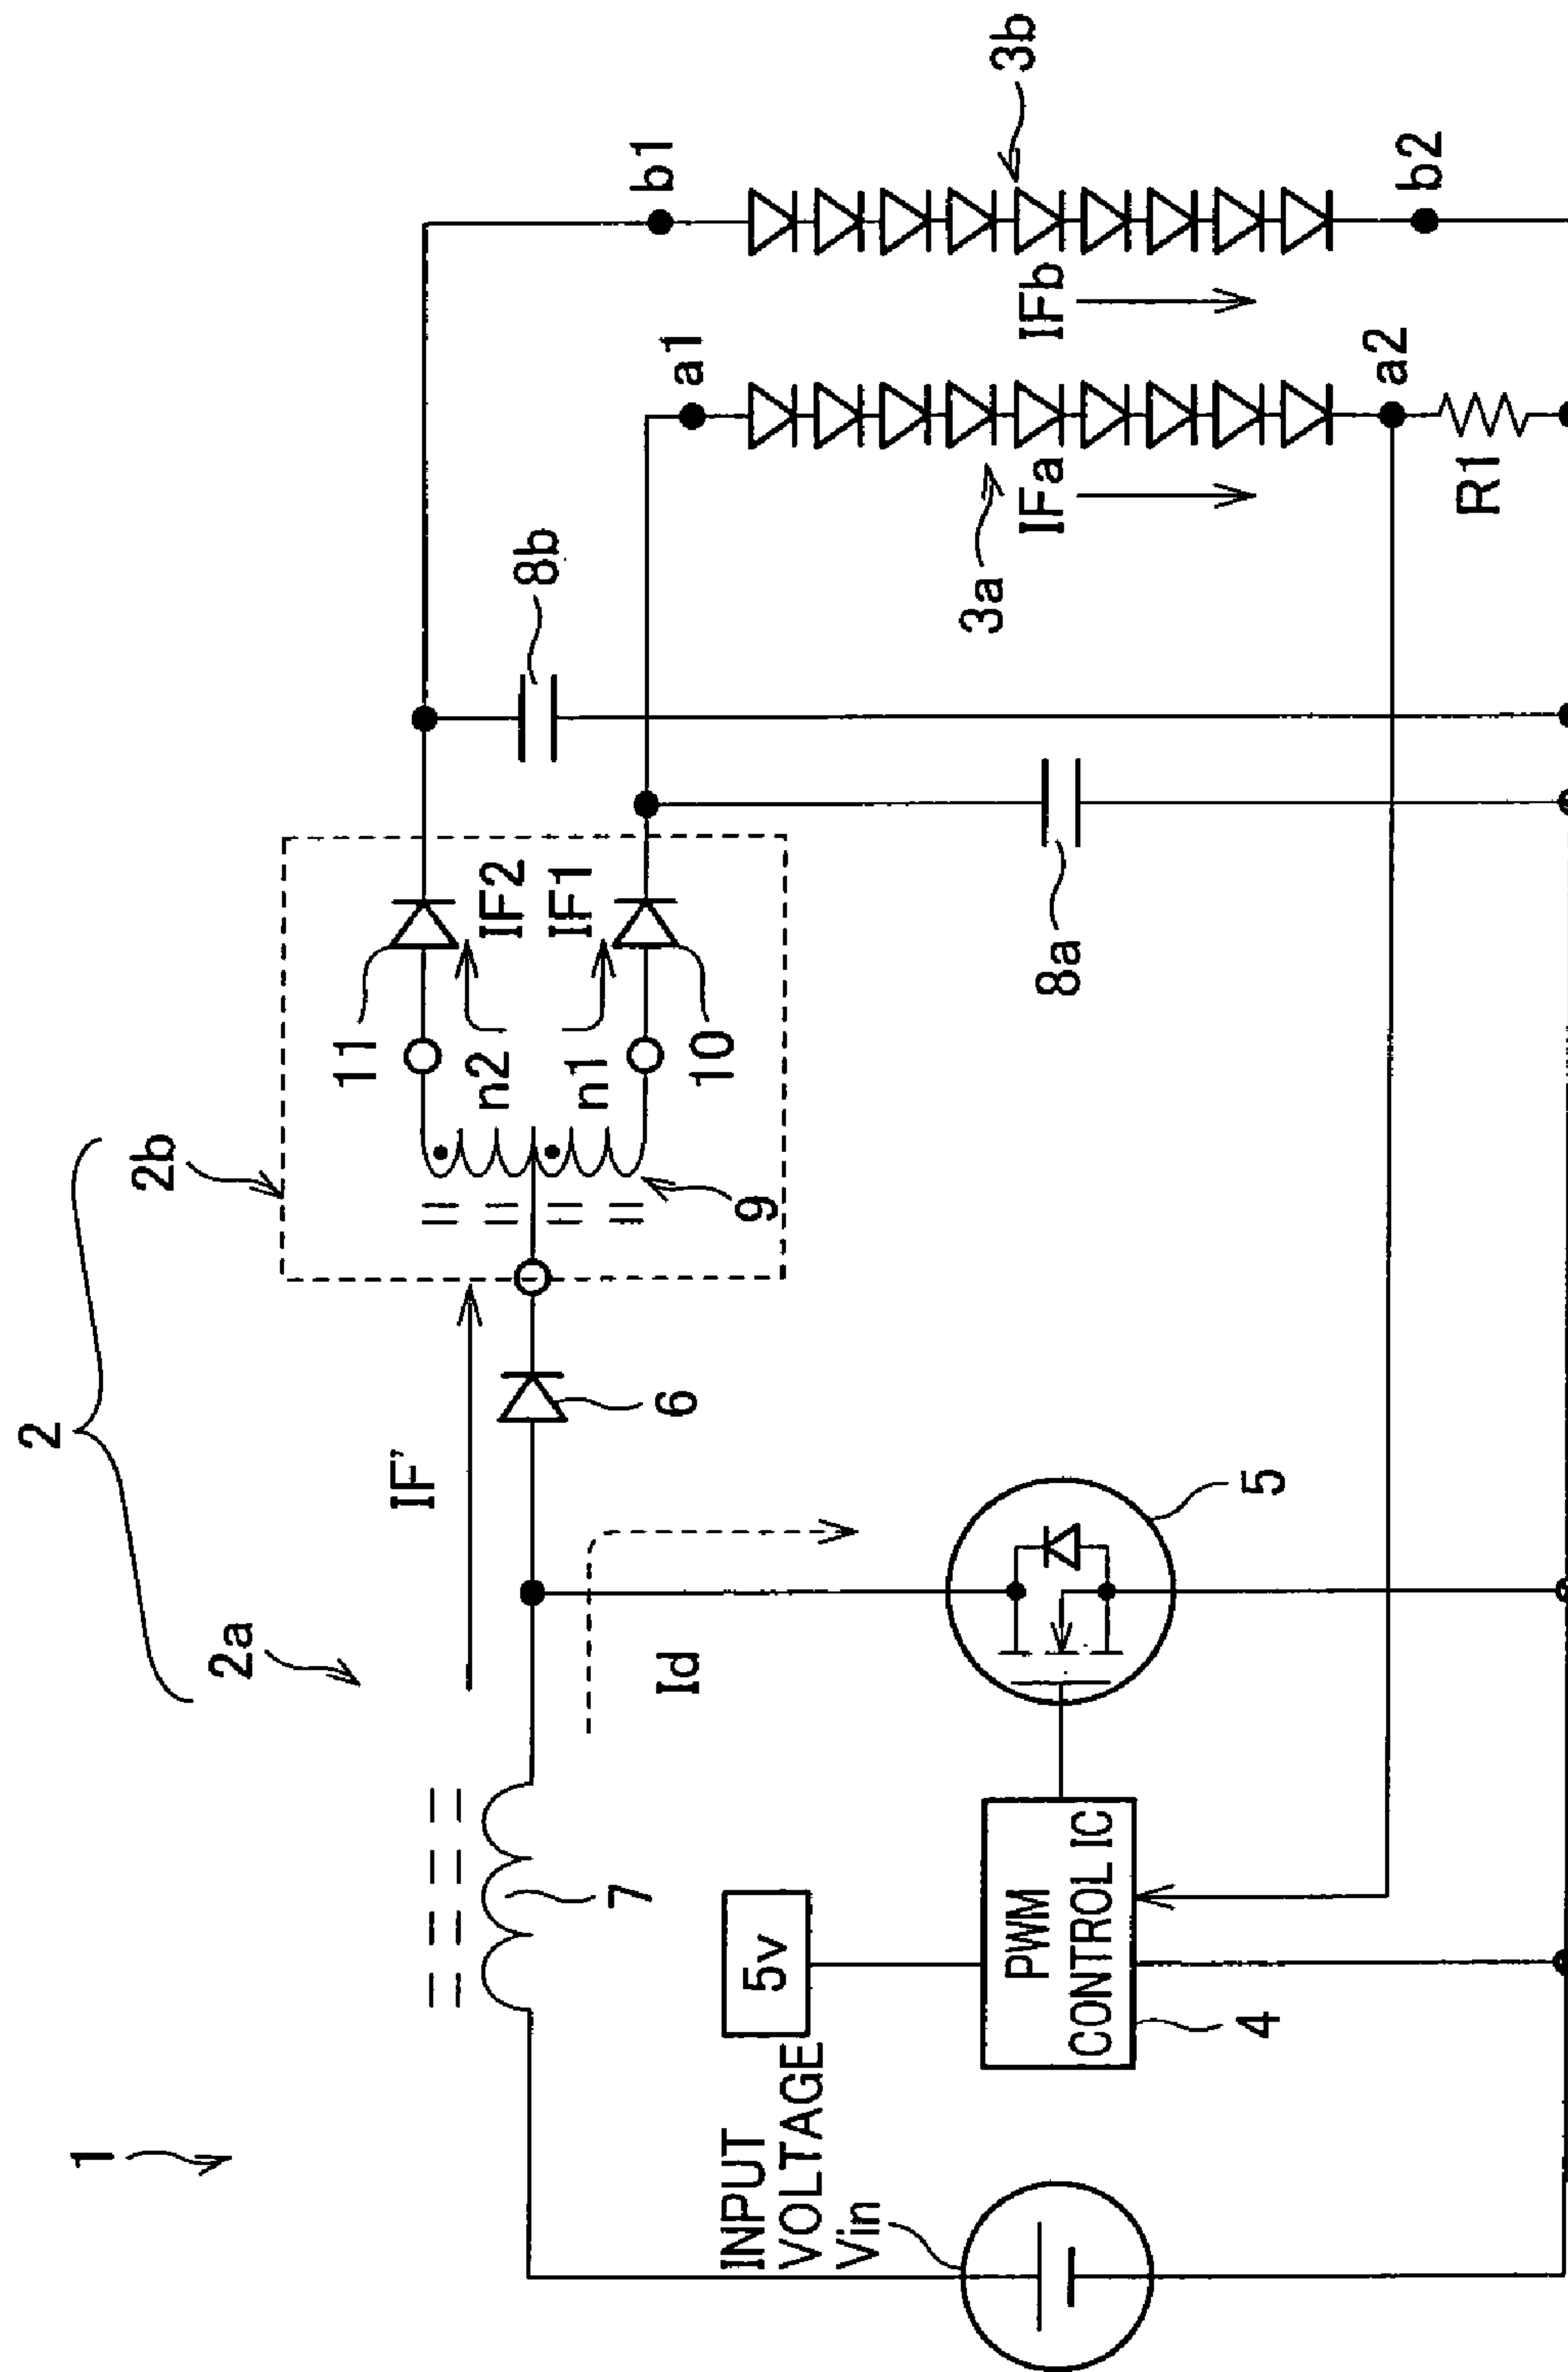 1
2
2a
2b
IF'
Id
7
6
9
n2
n1
11
10
IF2
IF1
8b
8a
3a
3b
IFa
IFb
a1
b1
a2
b2
R1
5
5v
PWM
CONTROL IC
4
INPUT
VOLTAGE
Vin